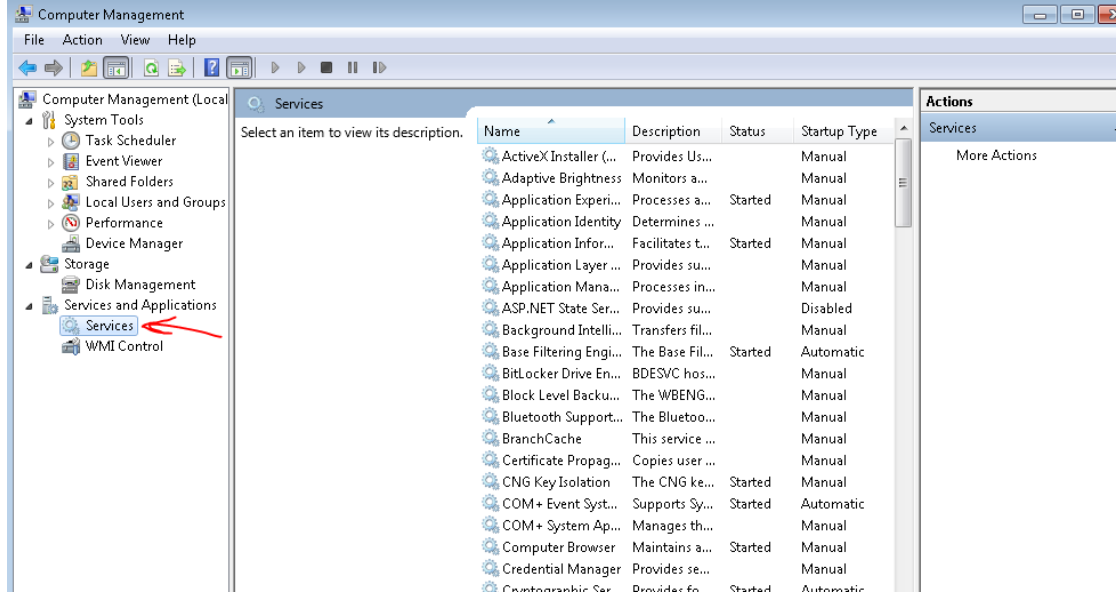 Computer Management
File Action View Help
Computer Management (Local
System Tools
Task Scheduler
Event Viewer
Shared Folders
Local Users and Groups
Performance
Device Manager
Storage
Disk Management
Services and Applications
Services
WMI Control
Services
Select an item to view its description.
Name Description Status Startup Type
ActiveX Installer (... Provides Us... Manual
Adaptive Brightness Monitors a... Manual
Application Experi... Processes a... Started Manual
Application Identity Determines ... Manual
Application Infor... Facilitates t... Started Manual
Application Layer ... Provides su... Manual
Application Mana... Processes in... Manual
ASP.NET State Ser... Provides su... Disabled
Background Intelli... Transfers fil... Manual
Base Filtering Engi... The Base Fil... Started Automatic
BitLocker Drive En... BDESVC hos... Manual
Block Level Backu... The WBENG... Manual
Bluetooth Support... The Bluetoo... Manual
BranchCache This service ... Manual
Certificate Propag... Copies user ... Manual
CNG Key Isolation The CNG ke... Started Manual
COM+ Event Syst... Supports Sy... Started Automatic
COM+ System Ap... Manages th... Manual
Computer Browser Maintains a... Started Manual
Credential Manager Provides se... Manual
Cryptographic Ser... Provides fo... Started Automatic
Actions
Services
More Actions